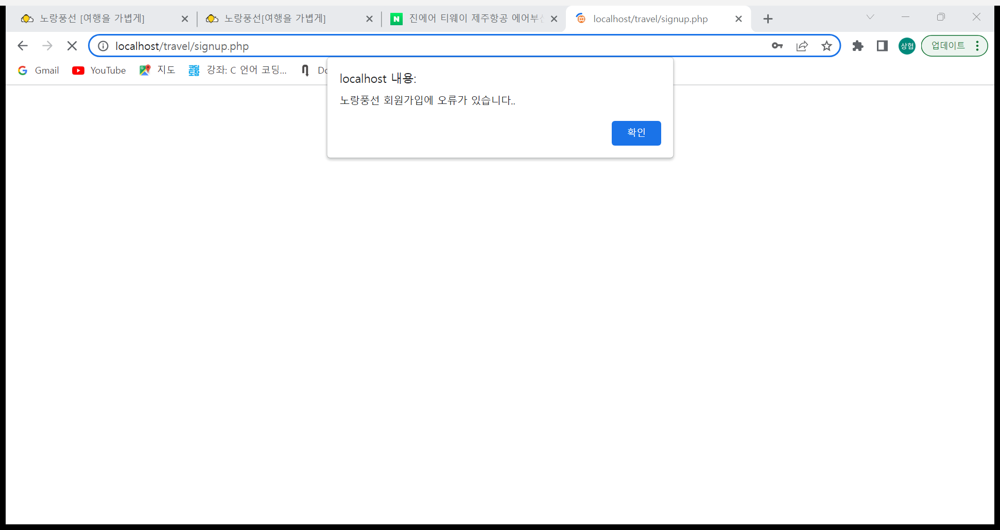 노랑풍선 [여행을 가볍게]
노랑풍선[여행을 가볍게]
진에어 티웨이 제주항공 에어부
localhost/travel/signup.php
localhost/travel/signup.php
상협
업데이트
Gmail
YouTube
지도
코딩
도장
강좌: C 언어 코딩...
localhost 내용:
노랑풍선 회원가입에 오류가 있습니다..
확인